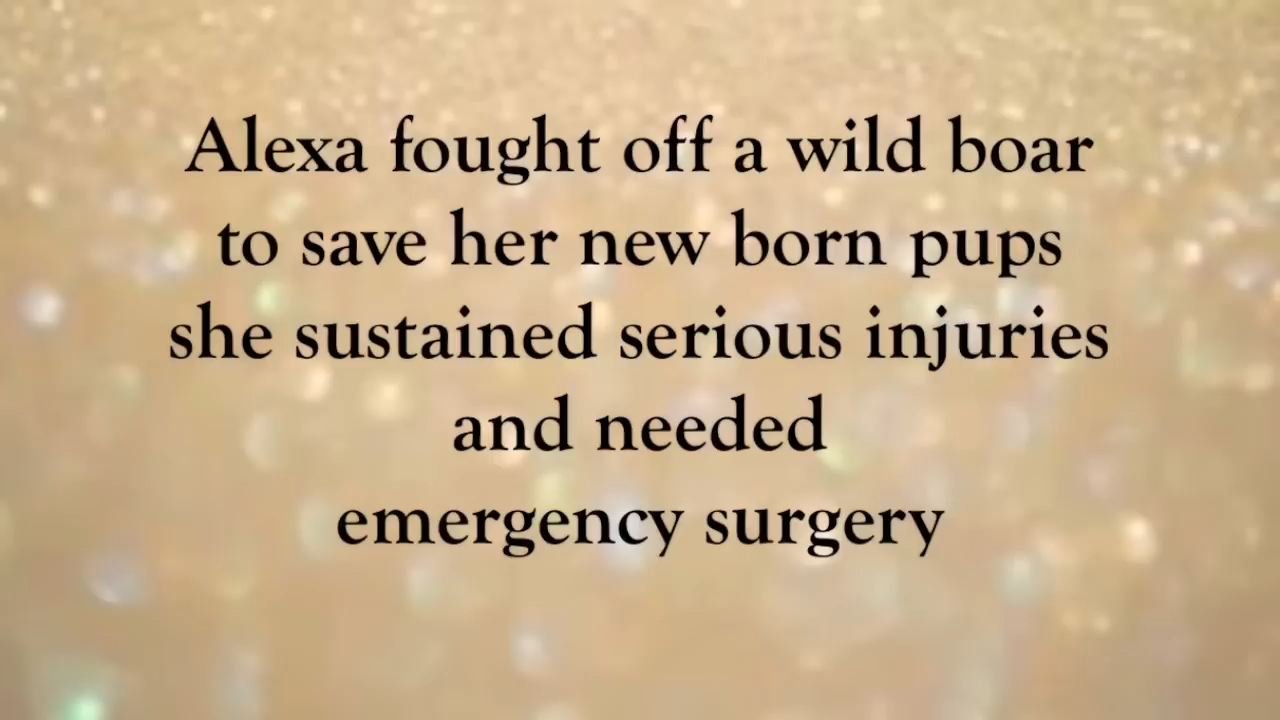 Alexa fought off a wild boar
to save her new born pups
she sustained serious injuries
and needed
emergency surgery